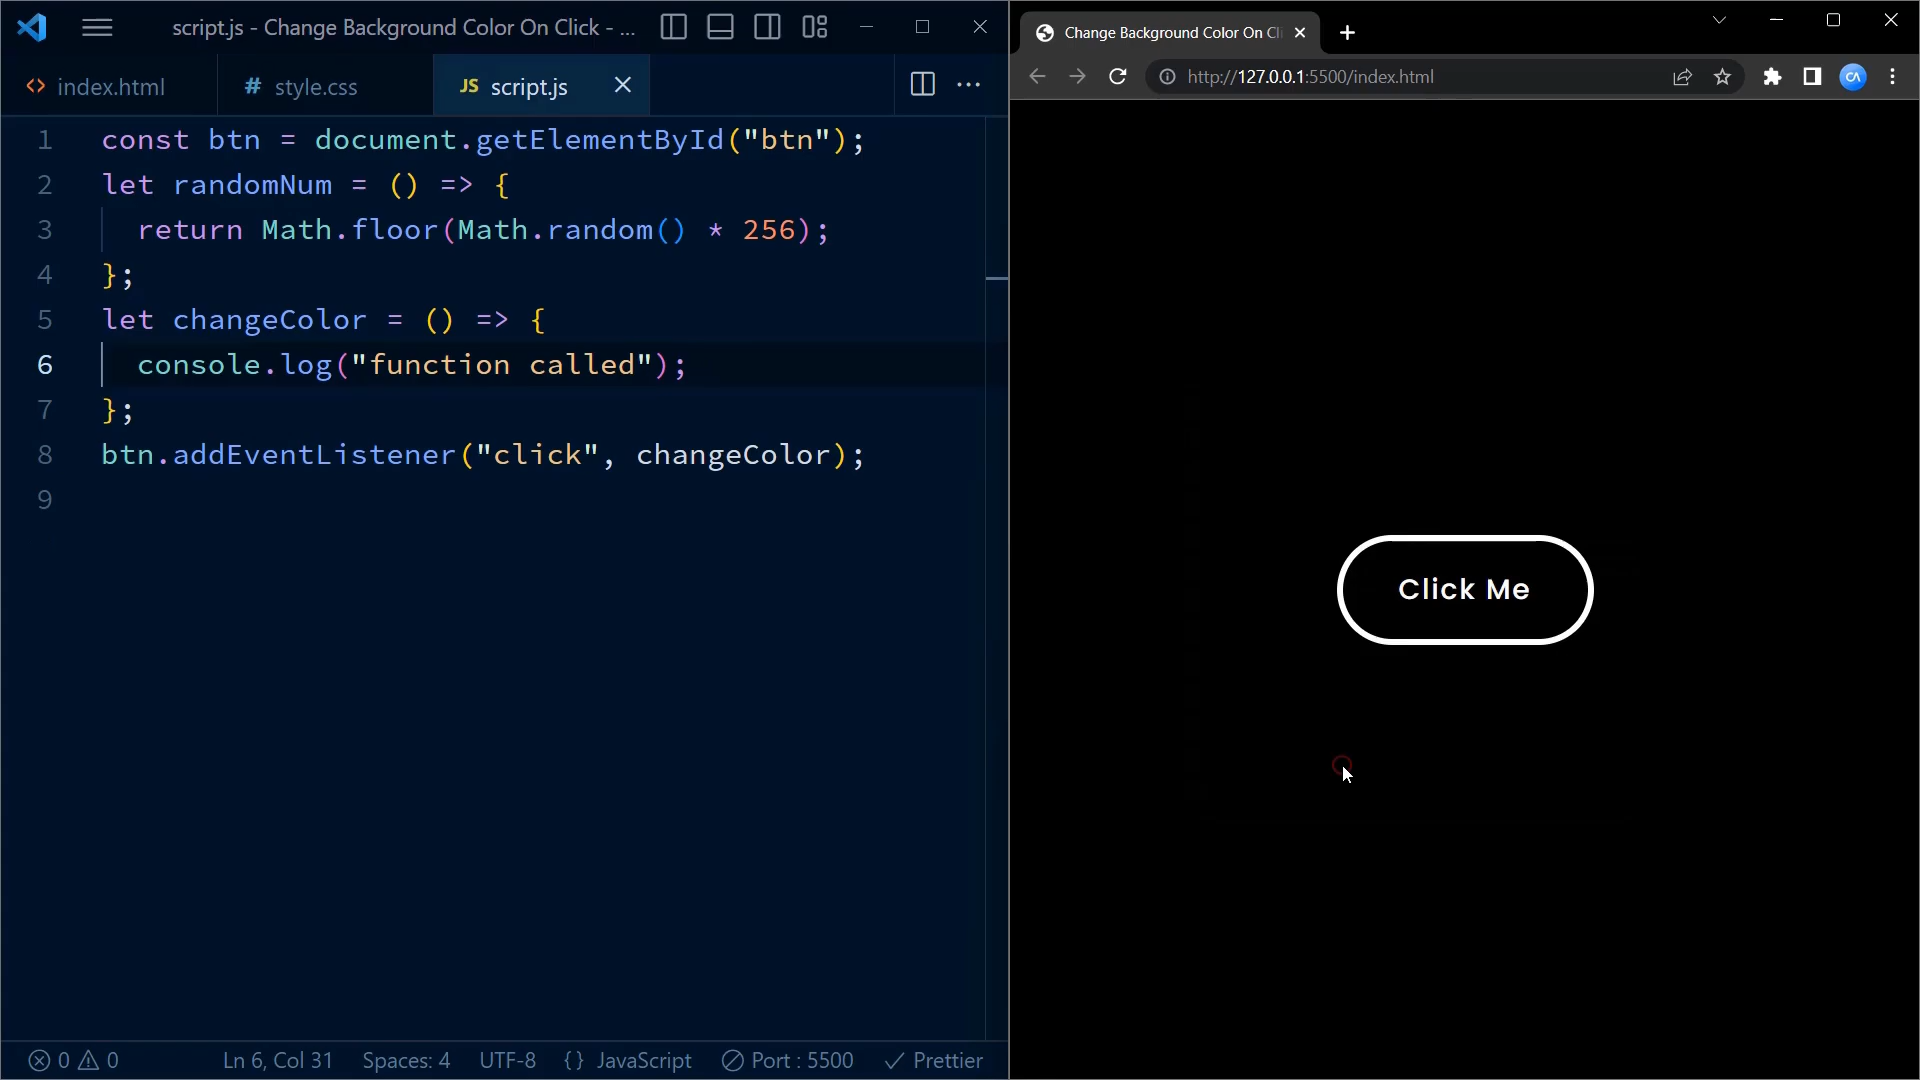 script.js - Change Background Color On Click - ...
index.html
# style.css
JS script.js
1 const btn = document.getElementById("btn");
2 let randomNum = () => {
3 return Math.floor(Math.random() * 256);
4 };
5 let changeColor = () => {
6 console.log("function called");
7 };
8 btn.addEventListener("click", changeColor);
9
0 0 Ln 6, Col 31 Spaces: 4 UTF-8 {} JavaScript Port : 5500 Prettier
Change Background Color On Cli
http://127.0.0.1:5500/index.html
CA
Click Me